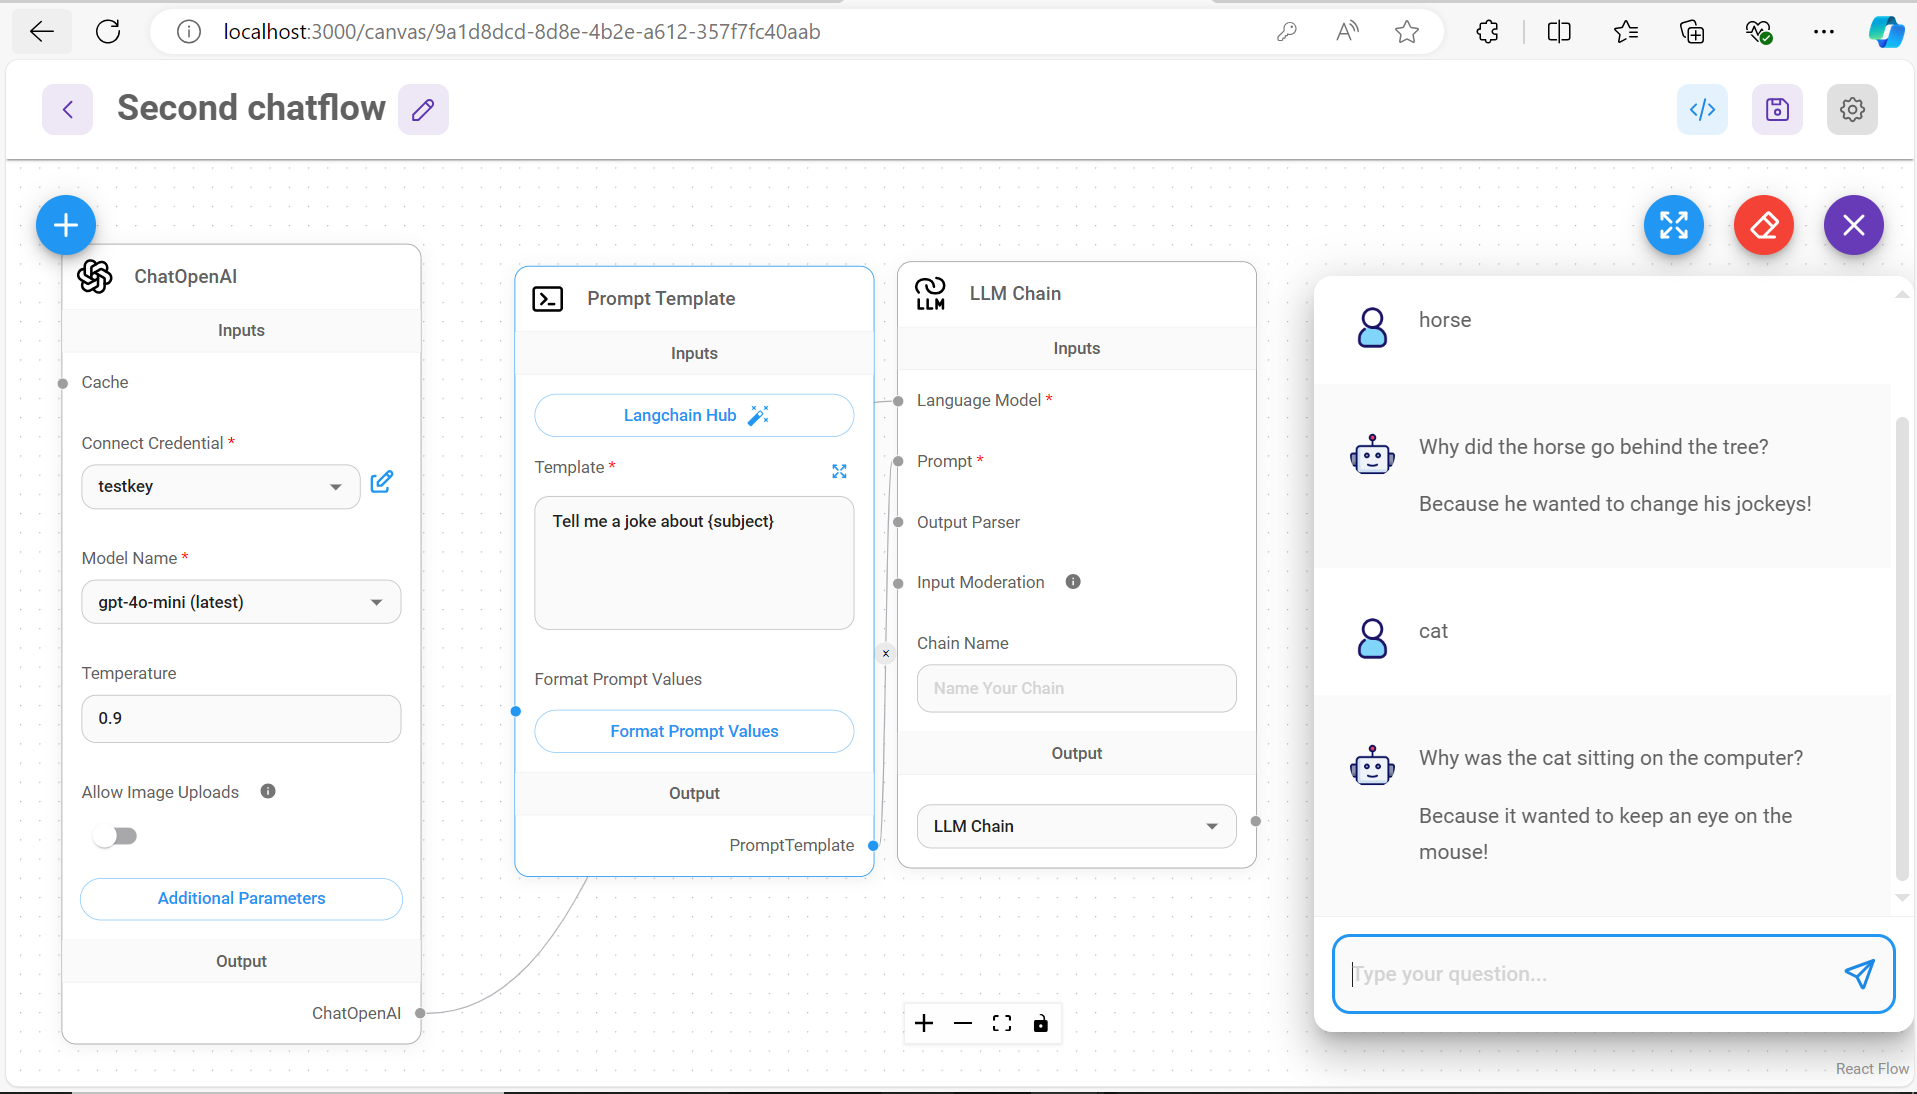 localhost:3000/canvas/9a1d8dcd-8d8e-4b2e-a612-357f7fc40aab
Second chatflow
ChatOpenAI
Inputs
Cache
Connect Credential *
testkey
Model Name *
gpt-4o-mini (latest)
Temperature
0.9
Allow Image Uploads
Additional Parameters
Output
ChatOpenAI
Prompt Template
Inputs
Langchain Hub
Template *
Tell me a joke about {subject}
Format Prompt Values
Format Prompt Values
Output
PromptTemplate
x
LLM
LLM Chain
Inputs
Language Model *
Prompt *
Output Parser
Input Moderation
Chain Name
Name Your Chain
Output
LLM Chain
horse
Why did the horse go behind the tree?
Because he wanted to change his jockeys!
cat
Why was the cat sitting on the computer?
Because it wanted to keep an eye on the
mouse!
Type your question...
React Flow